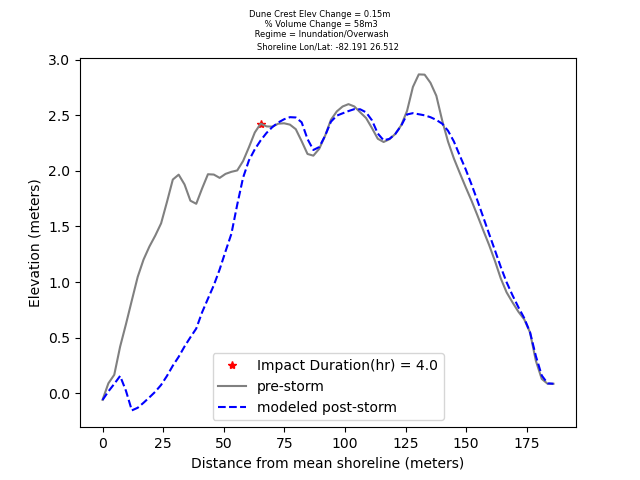 Dune Crest Elev Change = 0.15m
% Volume Change = 58m3
Regime = Inundation/Overwash
Shoreline Lon/Lat: -82.191 26.512
3.0
2.5
2.0
1.5
1.0
0.5
0.0
Elevation (meters)
Impact Duration(hr) = 4.0
pre-storm
modeled post-storm
0 25 50 75 100 125 150 175
Distance from mean shoreline (meters)